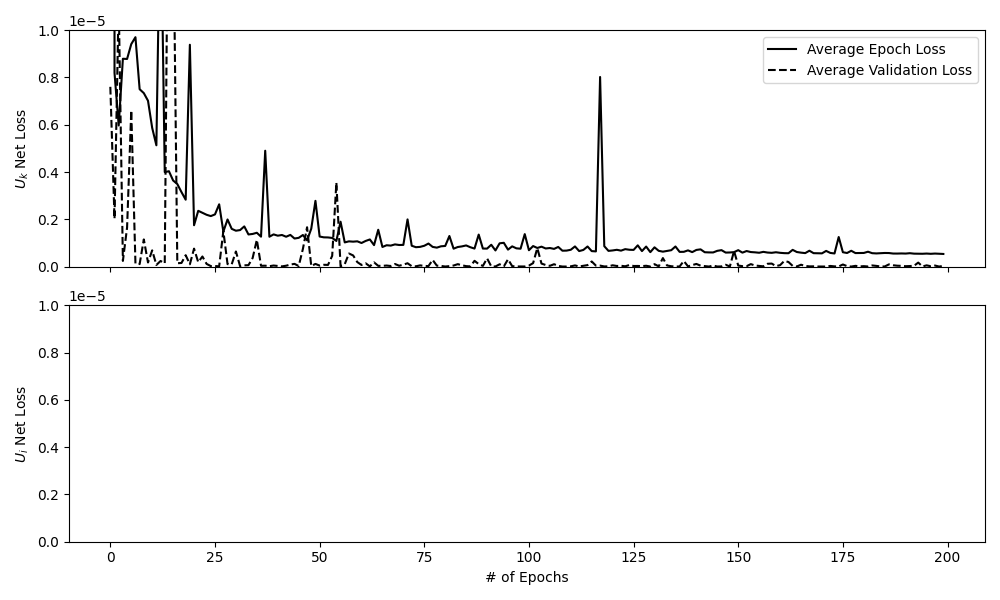 1e−5
1.0
0.8
0.6
0.4
0.2
0.0
U_k Net Loss
Average Epoch Loss
Average Validation Loss
1e−5
1.0
0.8
0.6
0.4
0.2
0.0
U_i Net Loss
0 25 50 75 100 125 150 175 200
# of Epochs